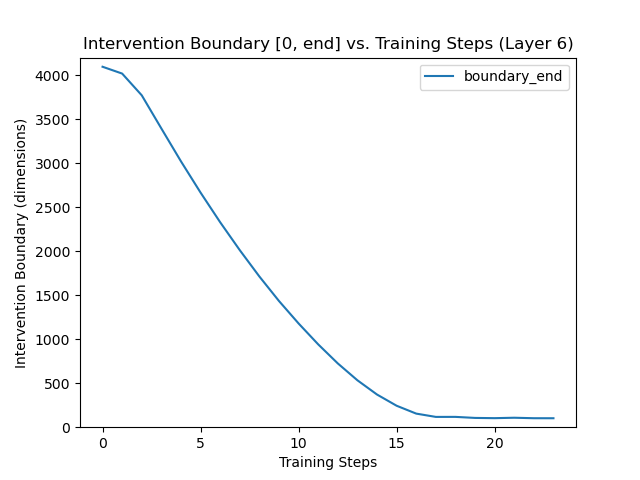 Intervention Boundary [0, end] vs. Training Steps (Layer 6)
boundary_end
Intervention Boundary (dimensions)
4000
3500
3000
2500
2000
1500
1000
500
0
0 5 10 15 20
Training Steps